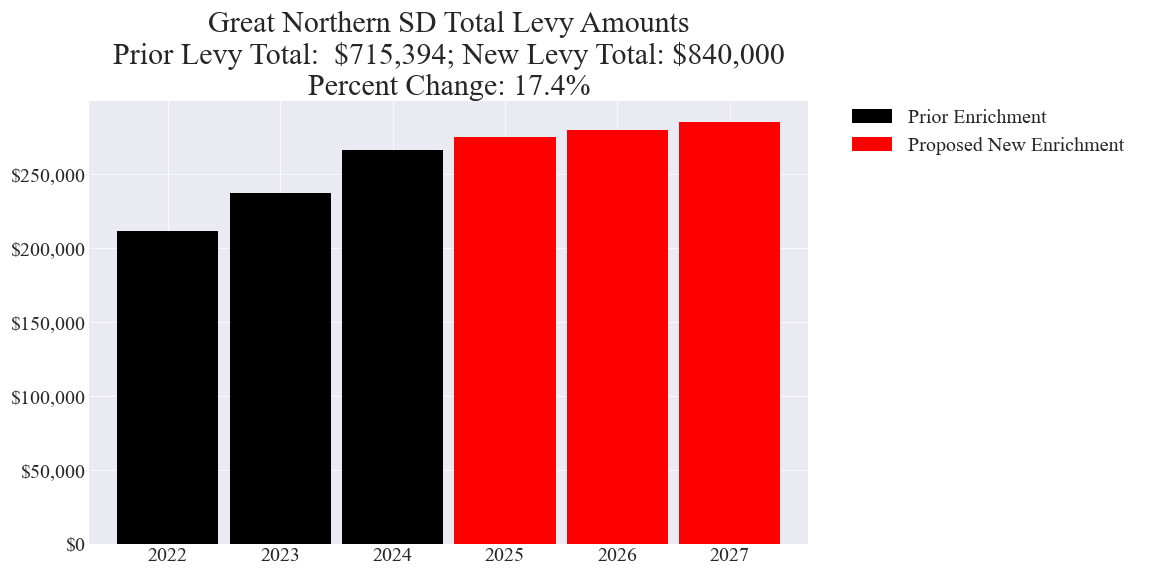 Great Northern SD Total Levy Amounts
Prior Levy Total:  $715,394; New Levy Total: $840,000
Percent Change: 17.4%
Prior Enrichment
Proposed New Enrichment
$250,000
$200,000
$150,000
$100,000
$50,000
$0
2022 2023 2024 2025 2026 2027